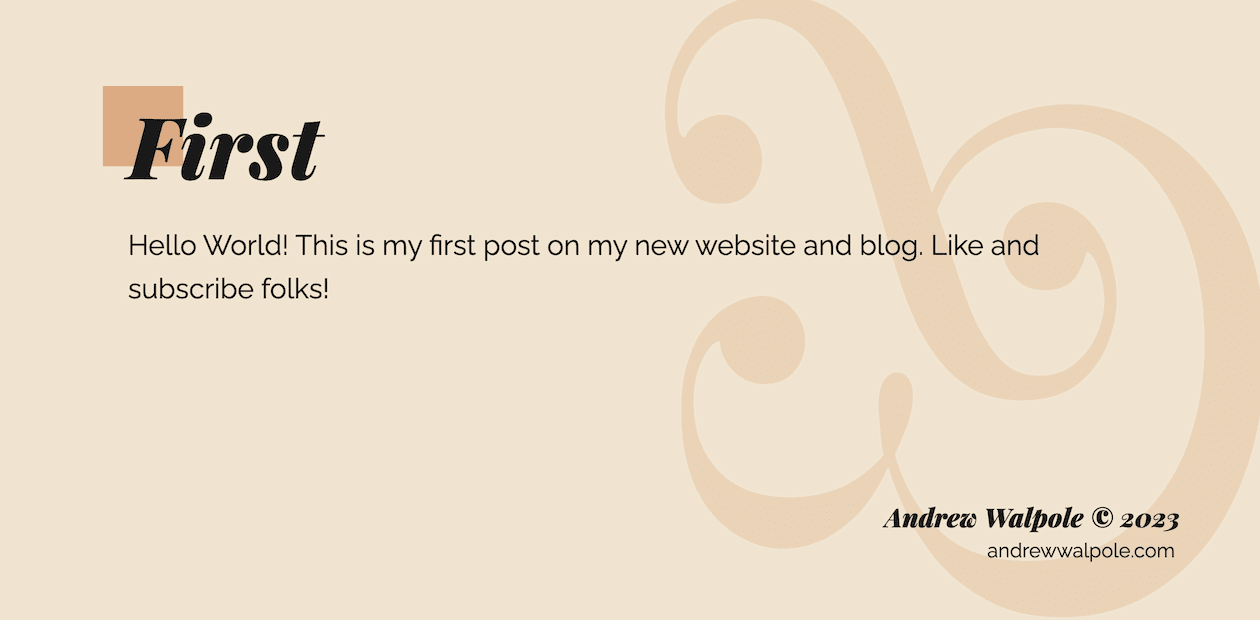 First
Hello World! This is my first post on my new website and blog. Like and
subscribe folks!
Andrew Walpole © 2023
andrewwalpole.com